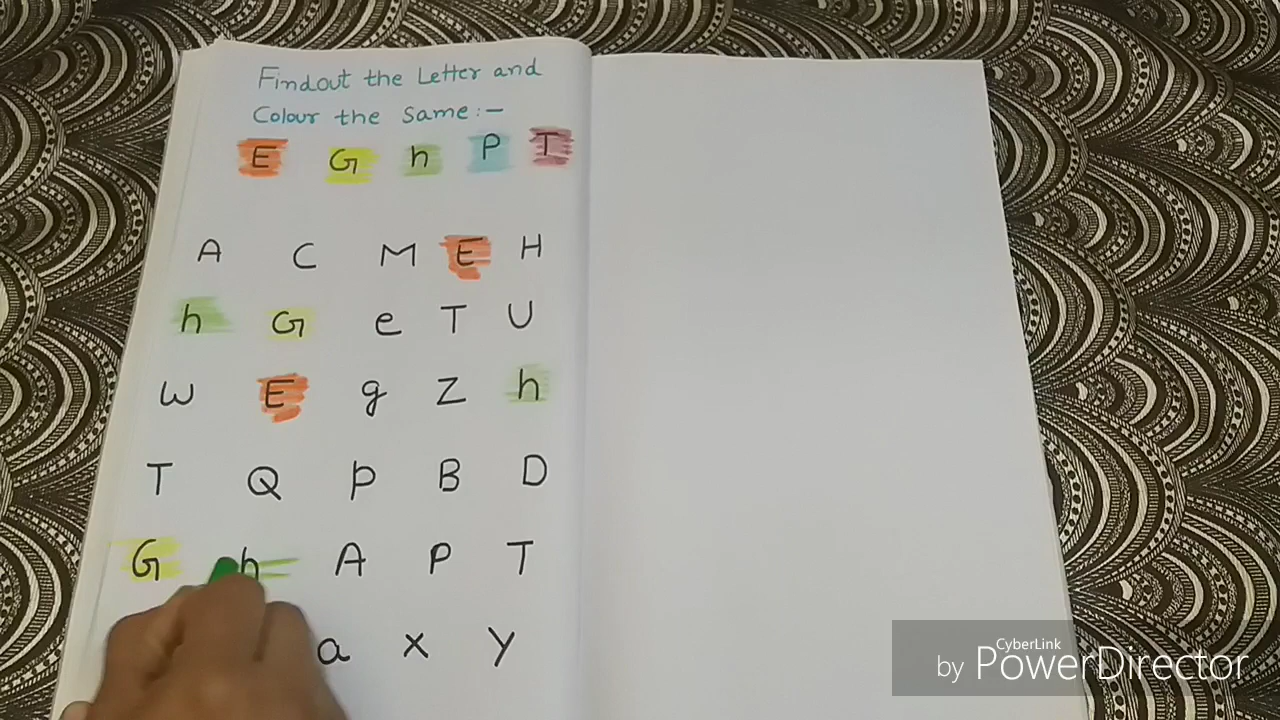 Findout the Letter and
Colour the same:-
E G h P T
A C M E H
h G e T U
w E g Z h
T Q p B D
G h A P T
a x y
CyberLink
by PowerDirector